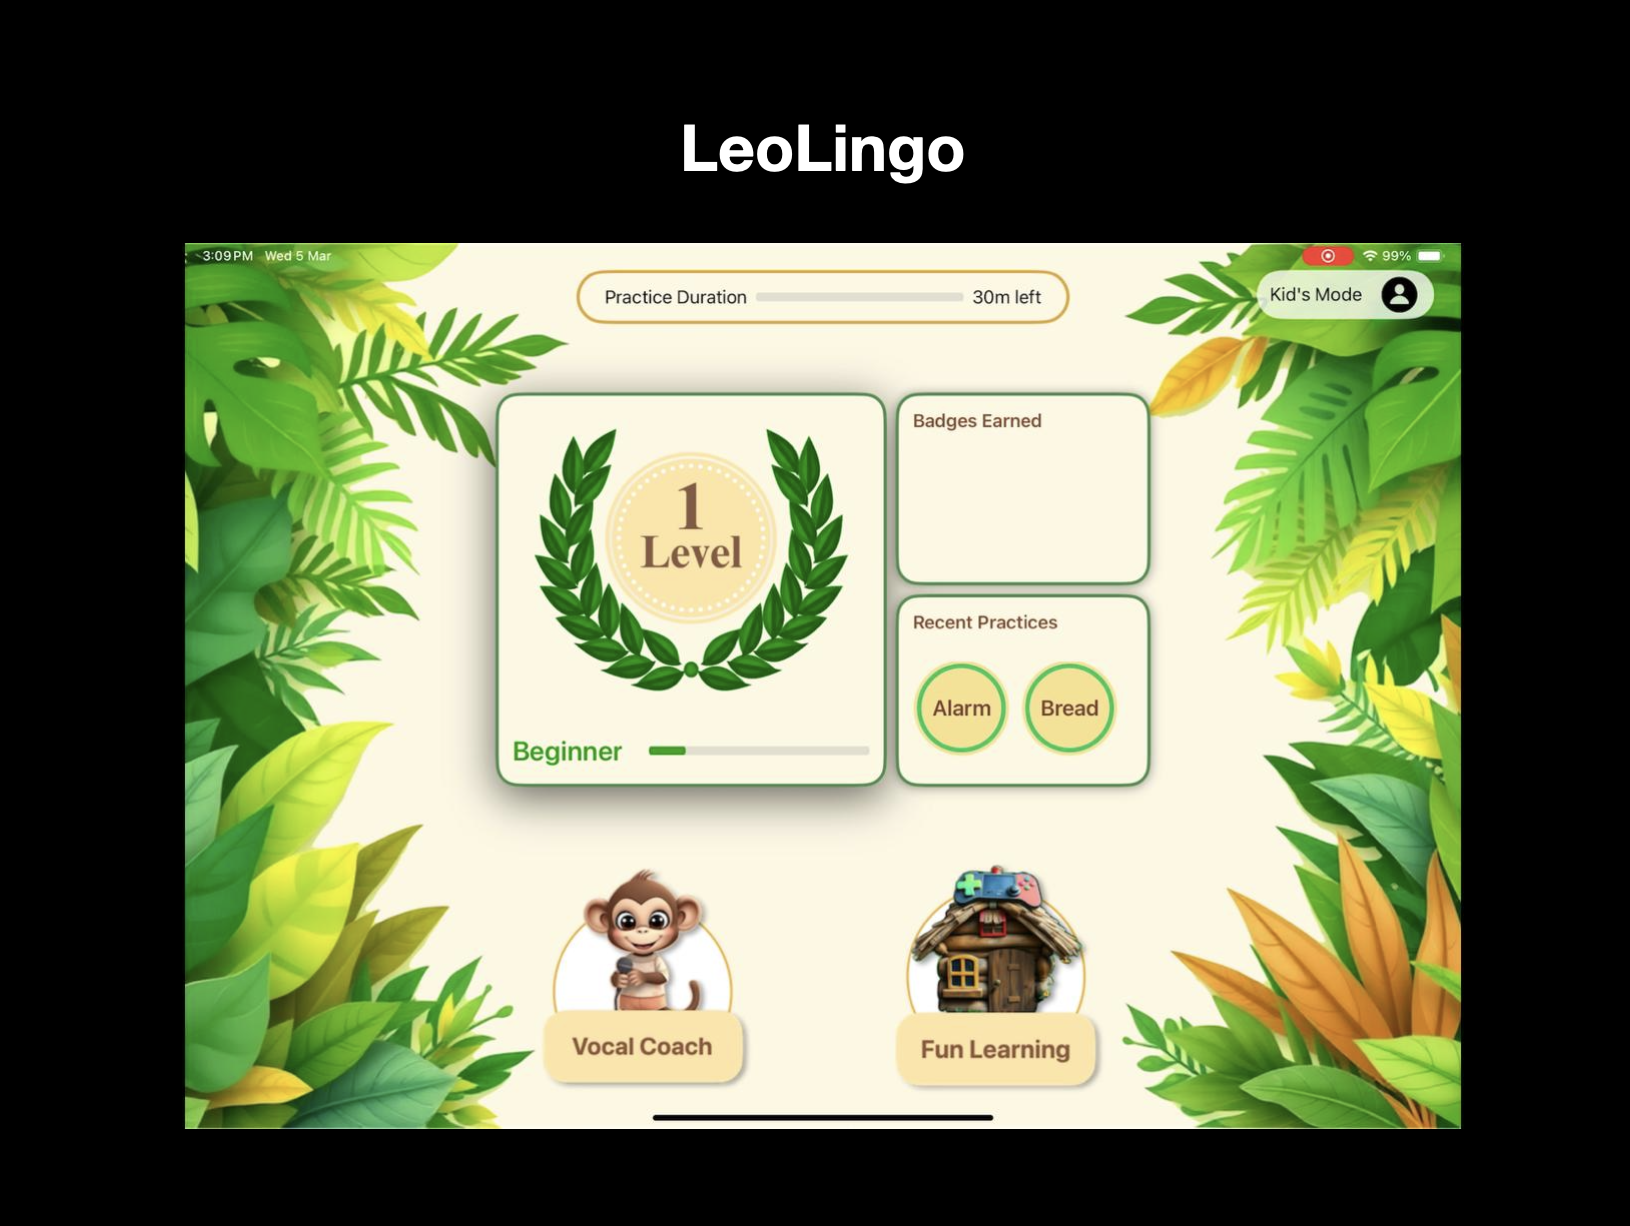 LeoLingo
3:09 PM Wed 5 Mar
99%
Practice Duration 30m left
Kid's Mode
1
Level
Beginner
Badges Earned
Recent Practices
Alarm Bread
Vocal Coach
Fun Learning